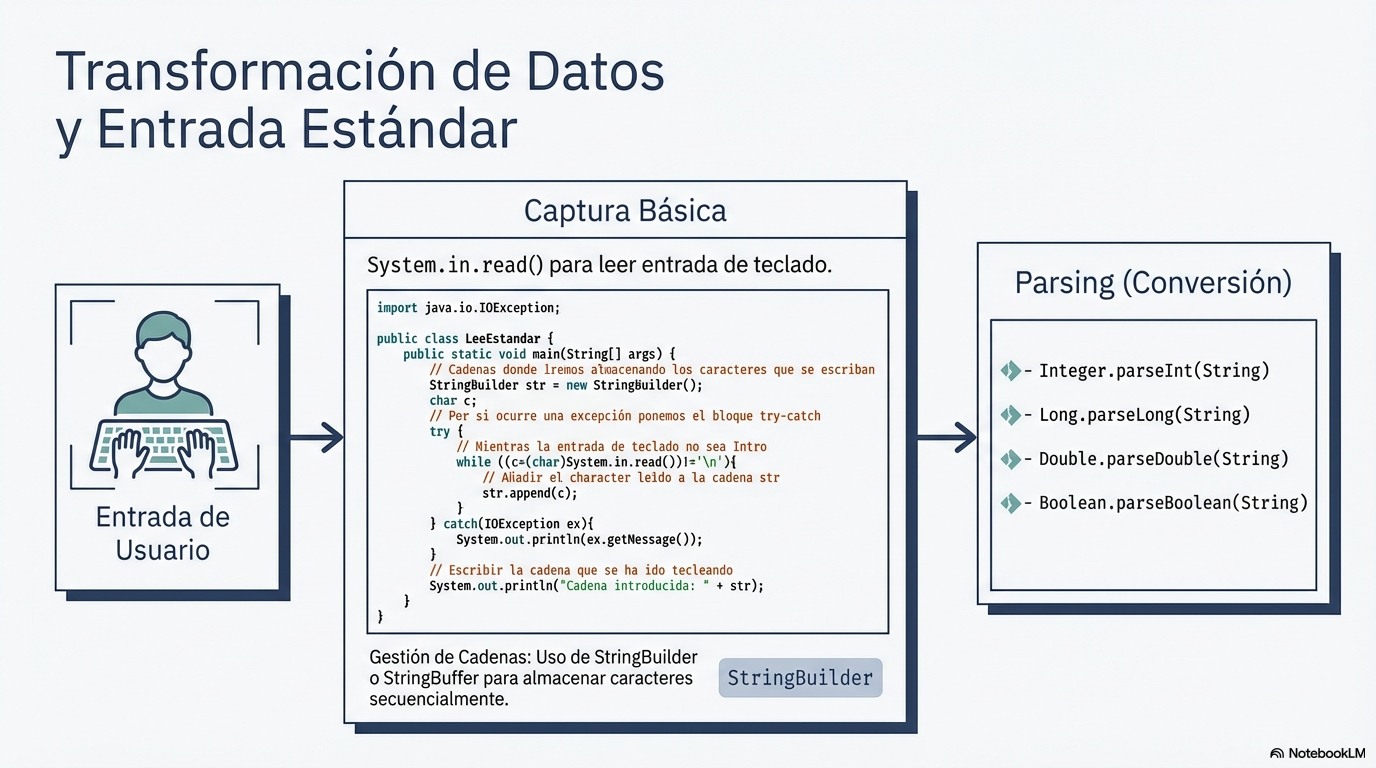 Transformación de Datos
y Entrada Estándar
Entrada de
Usuario
Captura Básica
System.in.read() para leer entrada de teclado.
import java.io.IOException;
public class LeeEstandar {
public static void main(String[] args) {
// Cadenas donde lremos almacenando los caracteres que se escriban
StringBuilder str = new StringBuilder();
char c;
// Per si ocurre una excepción ponemos el bloque try-catch
try {
// Mientras la entrada de teclado no sea Intro
while ((c=(char)System.in.read())!='\n'){
// Añadir el character leído a la cadena str
str.append(c);
}
} catch(IOException ex){
System.out.println(ex.getMessage());
}
// Escribir la cadena que se ha ido tecleando
System.out.println("Cadena introducida: " + str);
}
}
Gestión de Cadenas: Uso de StringBuilder
o StringBuffer para almacenar caracteres
secuencialmente.
StringBuilder
Parsing (Conversión)
- Integer.parseInt(String)
- Long.parseLong(String)
- Double.parseDouble(String)
- Boolean.parseBoolean(String)
NotebookLM